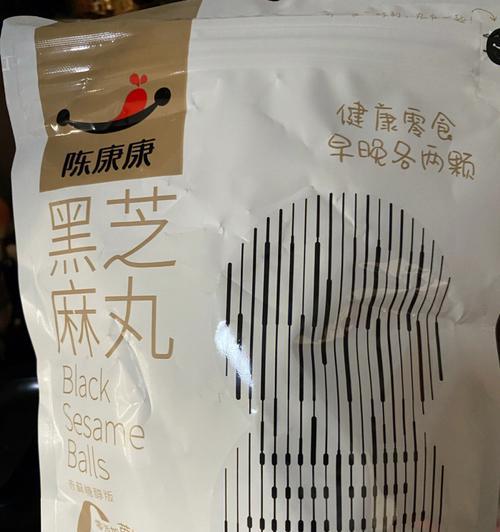 陈康康
健康零食
早晚各两颗
黑芝
麻丸
Black
Sesame
Balls